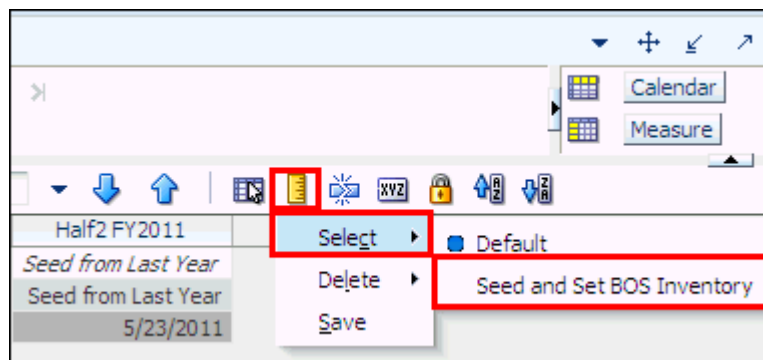 Calendar
Measure
XYZ
A
Z
Z
A
Half2 FY2011
Select
Default
Seed from Last Year
Delete
Seed and Set BOS Inventory
Seed from Last Year
Save
5/23/2011